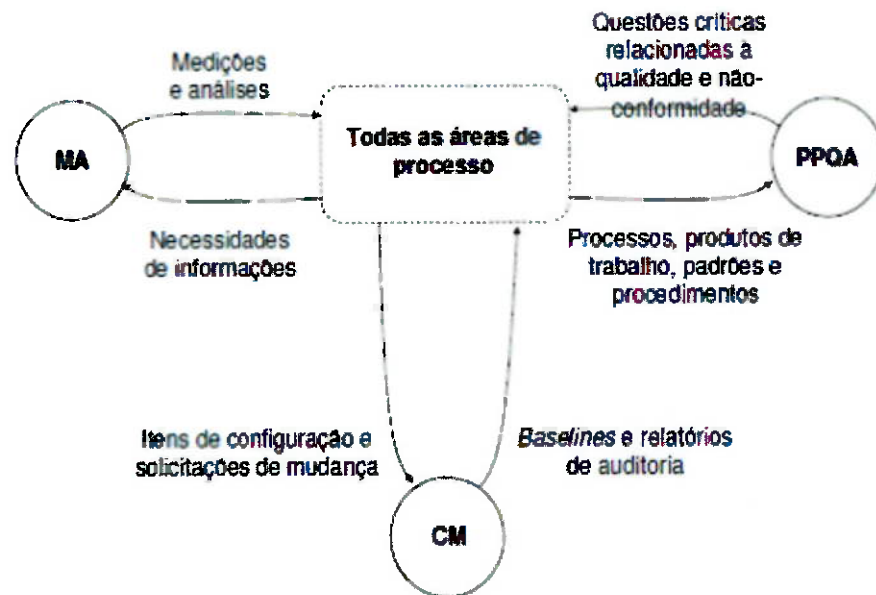 Medições
e análises
Questões críticas
relacionadas à
qualidade e não-
conformidade
MA
Todas as áreas de
processo
PPQA
Necessidades
de informações
Processos, produtos de
trabalho, padrões e
procedimentos
Itens de configuração e
solicitações de mudança
Baselines e relatórios
de auditoria
CM